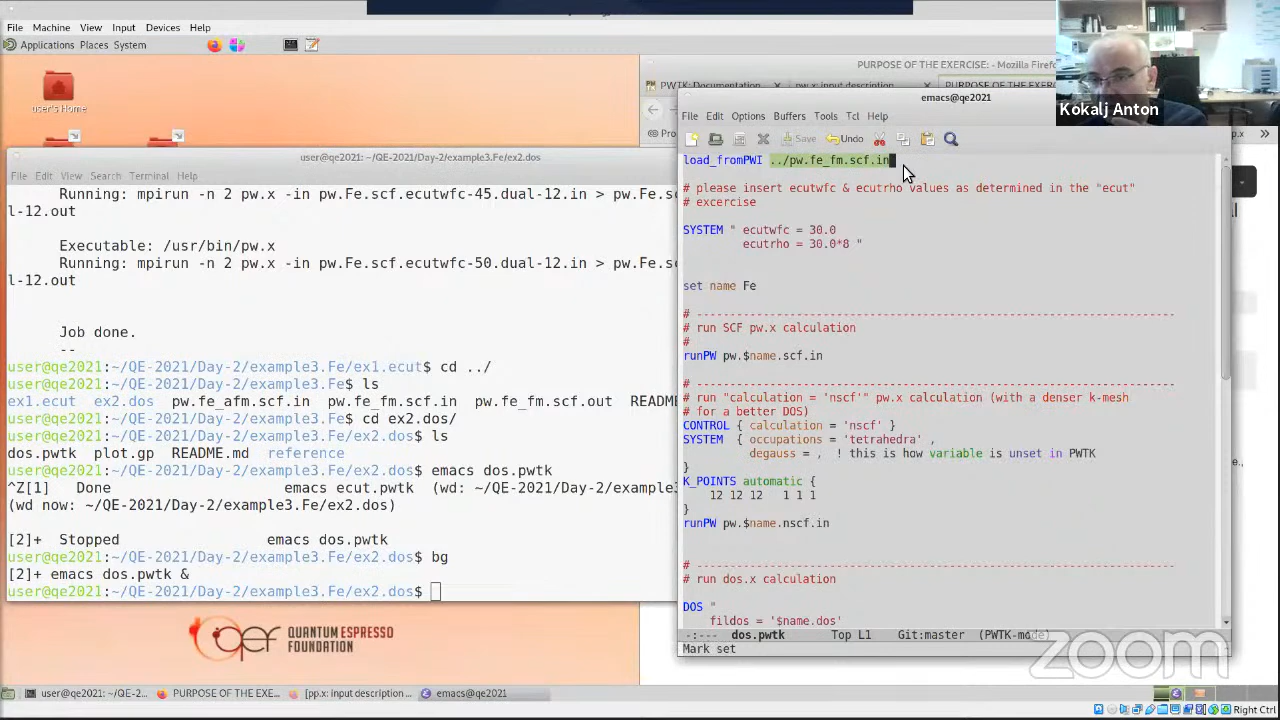 File Machine View Input Devices Help
Applications Places System
user's Home
PURPOSE OF THE EXERCISE: - Mozilla Firefo
PWTK: Documentation
pw.x: input description
PURPOSE OF THE EXER
Kokalj Anton
user@qe2021: ~/QE-2021/Day-2/example3.Fe/ex2.dos
File Edit View Search Terminal Help
Running: mpirun -n 2 pw.x -in pw.Fe.scf.ecutwfc-45.dual-12.in > pw.Fe.sc
l-12.out
Executable: /usr/bin/pw.x
Running: mpirun -n 2 pw.x -in pw.Fe.scf.ecutwfc-50.dual-12.in > pw.Fe.sc
l-12.out
Job done.
--
user@qe2021:~/QE-2021/Day-2/example3.Fe/ex1.ecut$ cd ../
user@qe2021:~/QE-2021/Day-2/example3.Fe$ ls
ex1.ecut ex2.dos pw.fe_afm.scf.in pw.fe_fm.scf.in pw.fe_fm.scf.out README
user@qe2021:~/QE-2021/Day-2/example3.Fe$ cd ex2.dos/
user@qe2021:~/QE-2021/Day-2/example3.Fe/ex2.dos$ ls
dos.pwtk plot.gp README.md reference
user@qe2021:~/QE-2021/Day-2/example3.Fe/ex2.dos$ emacs dos.pwtk
^Z[1] Done emacs ecut.pwtk (wd: ~/QE-2021/Day-2/example3
(wd now: ~/QE-2021/Day-2/example3.Fe/ex2.dos)
[2]+ Stopped emacs dos.pwtk
user@qe2021:~/QE-2021/Day-2/example3.Fe/ex2.dos$ bg
[2]+ emacs dos.pwtk &
user@qe2021:~/QE-2021/Day-2/example3.Fe/ex2.dos$
emacs@qe2021
File Edit Options Buffers Tools Tcl Help
Save Undo
load_fromPWI ../pw.fe_fm.scf.in
# please insert ecutwfc & ecutrho values as determined in the "ecut"
# excercise
SYSTEM " ecutwfc = 30.0
ecutrho = 30.0*8 "
set name Fe
# ------------------------------------------------------------------------
# run SCF pw.x calculation
#
runPW pw.$name.scf.in
# ------------------------------------------------------------------------
# run "calculation = 'nscf'" pw.x calculation (with a denser k-mesh
# for a better DOS)
CONTROL { calculation = 'nscf' }
SYSTEM { occupations = 'tetrahedra' ,
degauss = , ! this is how variable is unset in PWTK
}
K_POINTS automatic {
12 12 12 1 1 1
}
runPW pw.$name.nscf.in
# ------------------------------------------------------------------------
# run dos.x calculation
DOS "
fildos = '$name.dos'
-:--- dos.pwtk Top L1 Git:master (PWTK-mode)
Mark set
QUANTUM ESPRESSO
FOUNDATION
zoom
user@qe2021: ~/QE-2...
PURPOSE OF THE EXE...
[pp.x: input description ...
emacs@qe2021
Right Ctrl